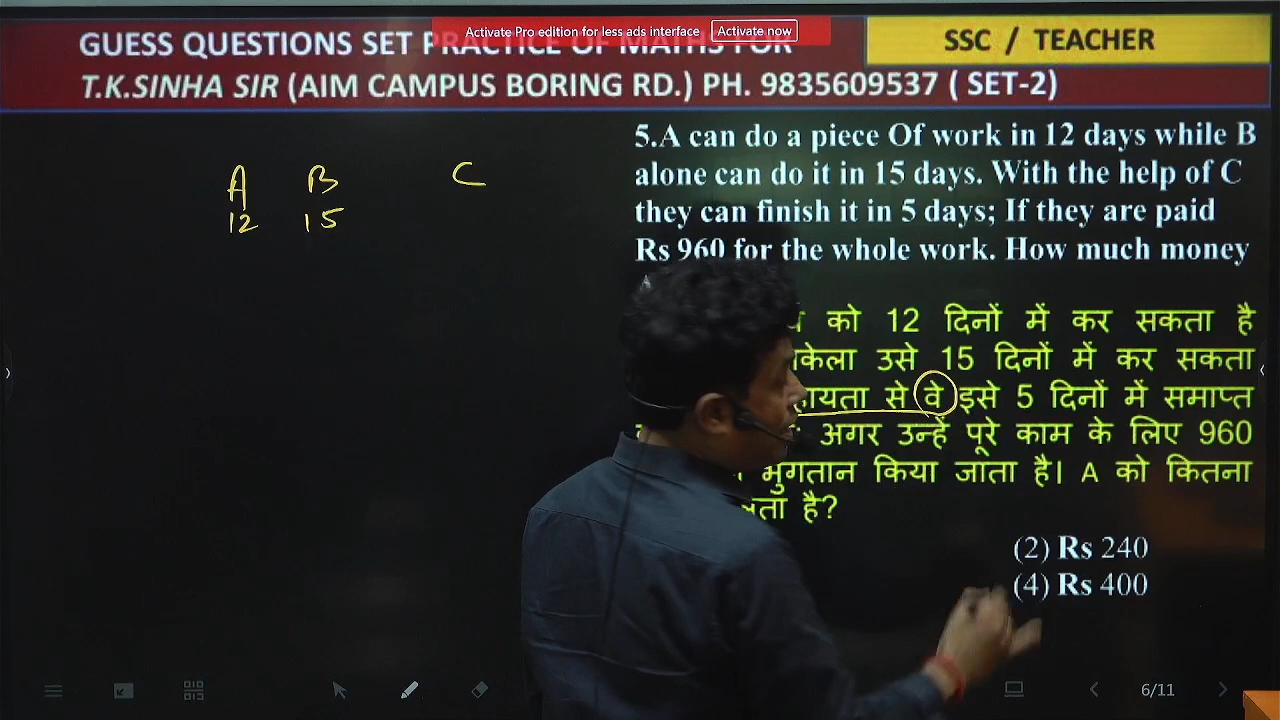 Activate Pro edition for less ads interface Activate now
GUESS QUESTIONS SET PRACTICE OF MATHS FOR
SSC / TEACHER
T.K.SINHA SIR (AIM CAMPUS BORING RD.) PH. 9835609537 ( SET-2)
A B C
12 15
5.A can do a piece Of work in 12 days while B
alone can do it in 15 days. With the help of C
they can finish it in 5 days; If they are paid
Rs 960 for the whole work. How much money
को 12 दिनों में कर सकता है
उसे 15 दिनों में कर सकता
से वे इसे 5 दिनों में समाप्त
अगर उन्हें पूरे काम के लिए 960
भुगतान किया जाता है। A को कितना
है?
(2) Rs 240
(4) Rs 400
6/11